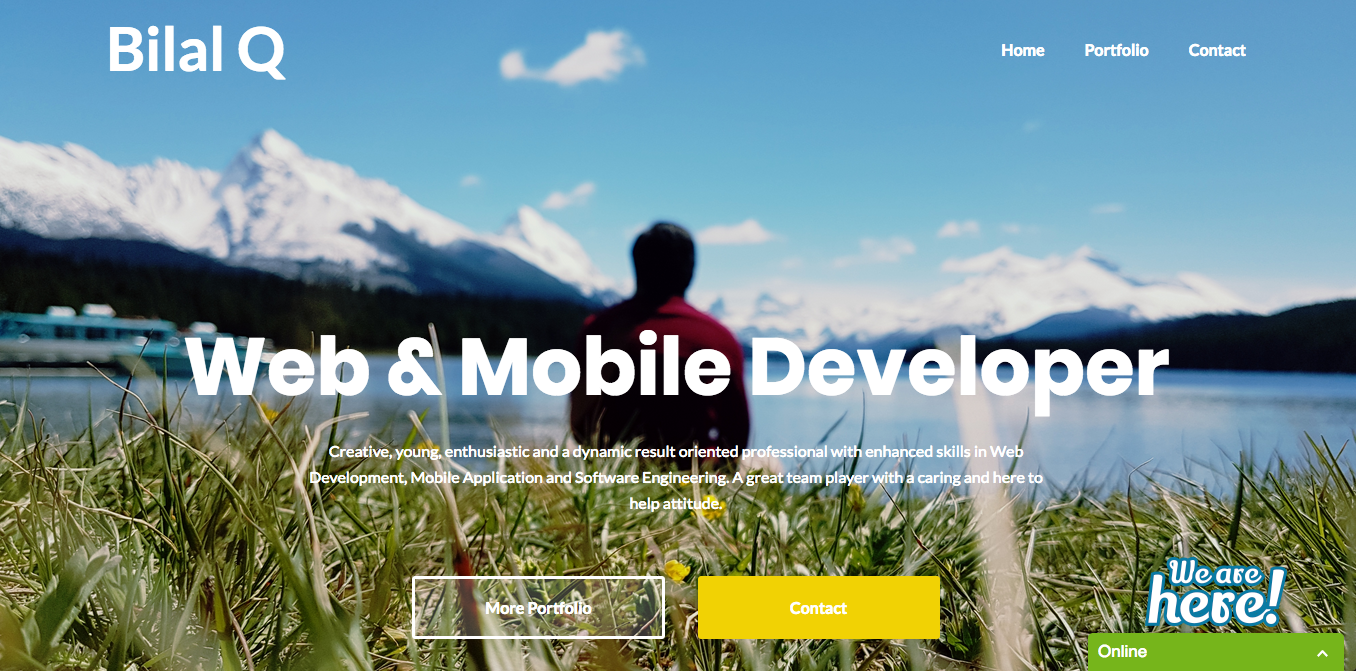 Bilal Q
Home Portfolio Contact
Web & Mobile Developer
Creative, young, enthusiastic and a dynamic result oriented professional with enhanced skills in Web
Development, Mobile Application and Software Engineering. A great team player with a caring and here to
help attitude.
More Portfolio Contact
We are
here!
Online